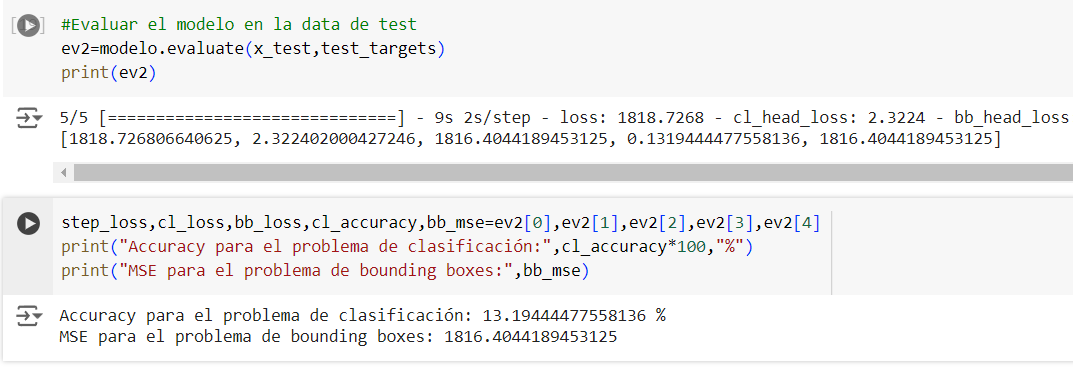 #Evaluar el modelo en la data de test
ev2=modelo.evaluate(x_test,test_targets)
print(ev2)
5/5 [==============================] - 9s 2s/step - loss: 1818.7268 - cl_head_loss: 2.3224 - bb_head_loss
[1818.726806640625, 2.322402000427246, 1816.4044189453125, 0.1319444477558136, 1816.4044189453125]
step_loss,cl_loss,bb_loss,cl_accuracy,bb_mse=ev2[0],ev2[1],ev2[2],ev2[3],ev2[4]
print("Accuracy para el problema de clasificación:",cl_accuracy*100,"%")
print("MSE para el problema de bounding boxes:",bb_mse)
Accuracy para el problema de clasificación: 13.19444477558136 %
MSE para el problema de bounding boxes: 1816.4044189453125